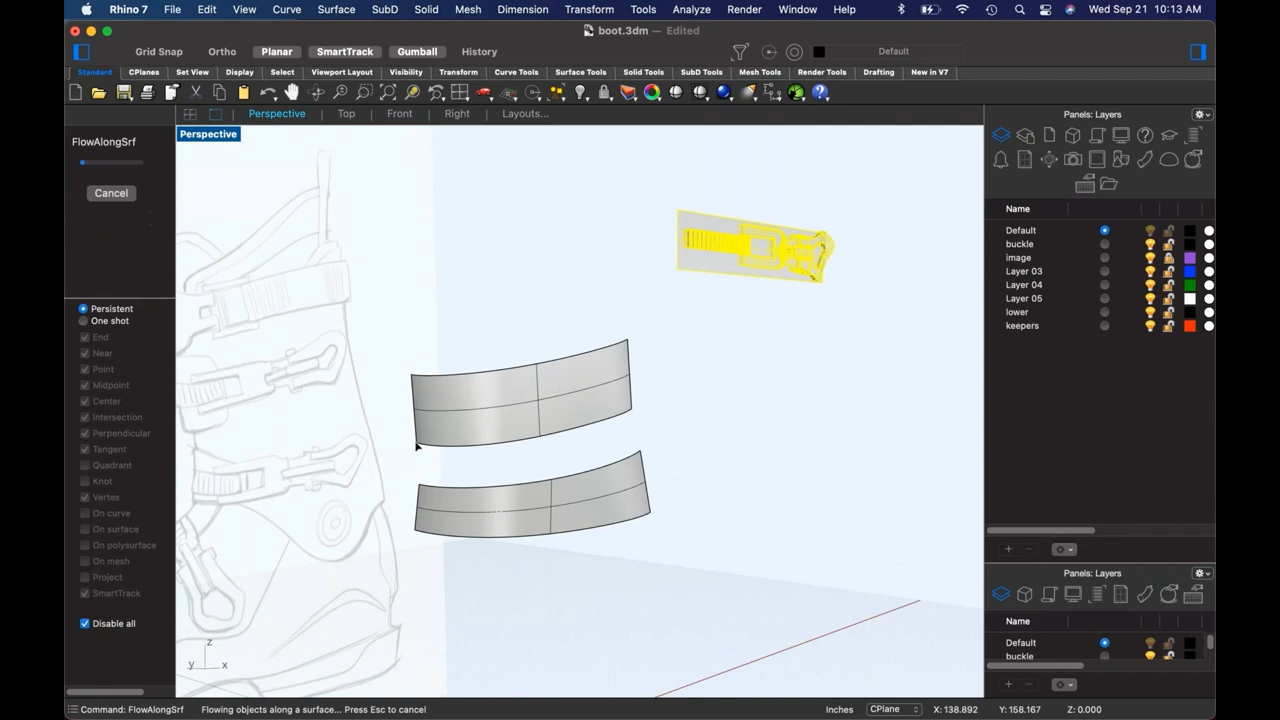 Rhino 7 File Edit View Curve Surface SubD Solid Mesh Dimension Transform Tools Analyze Render Window Help Wed Sep 21 10:13 AM
boot.3dm — Edited
Grid Snap Ortho Planar SmartTrack Gumball History Default
Standard CPlanes Set View Display Select Viewport Layout Visibility Transform Curve Tools Surface Tools Solid Tools SubD Tools Mesh Tools Render Tools Drafting New in V7
Perspective Top Front Right Layouts... Panels: Layers
Perspective
FlowAlongSrf
Cancel
Name
Default
buckle
image
Layer 03
Layer 04
Layer 05
lower
keepers
Persistent
One shot
End
Near
Point
Midpoint
Center
Intersection
Perpendicular
Tangent
Quadrant
Knot
Vertex
On curve
On surface
On polysurface
On mesh
Project
SmartTrack
Disable all
Panels: Layers
Name
Default
buckle
z
y x
Command: FlowAlongSrf Flowing objects along a surface... Press Esc to cancel Inches CPlane X: 138.892 Y: 158.167 Z: 0.000